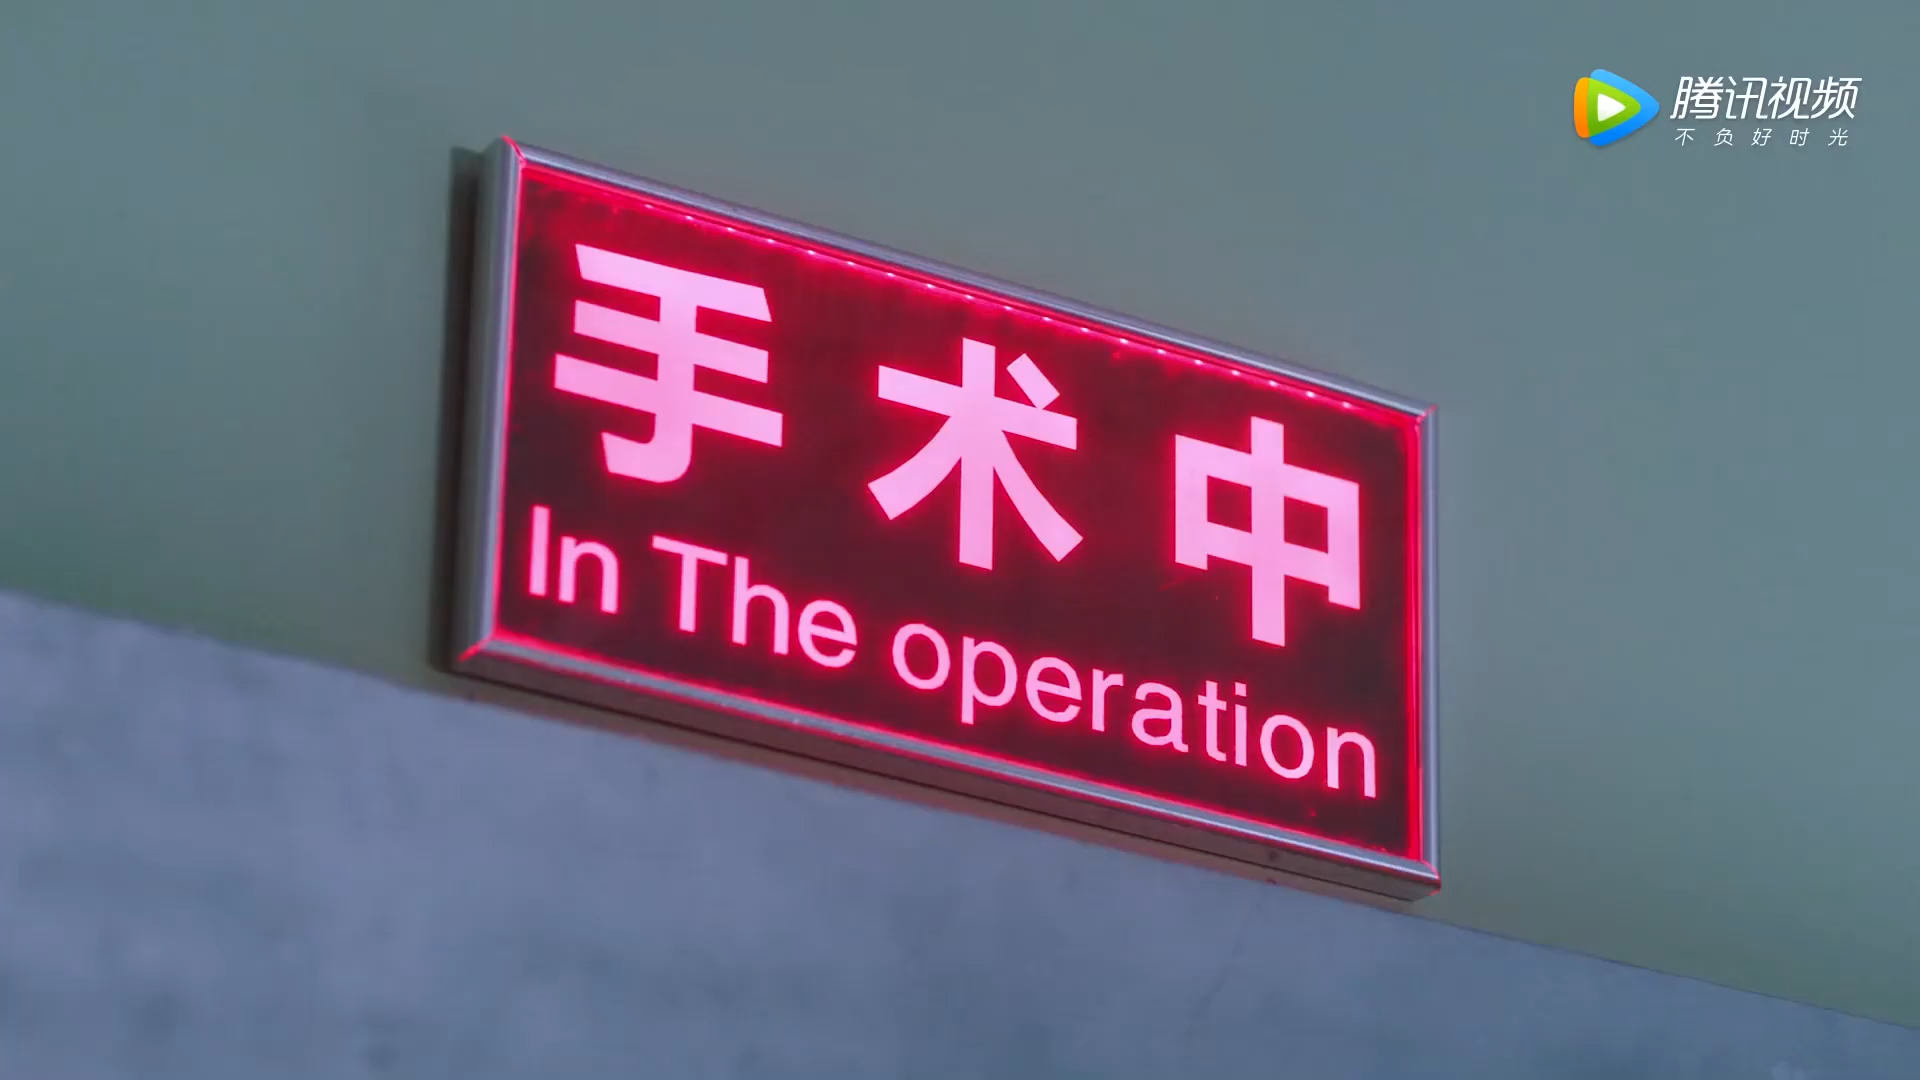 腾讯视频
不负好时光
手术中
In The operation